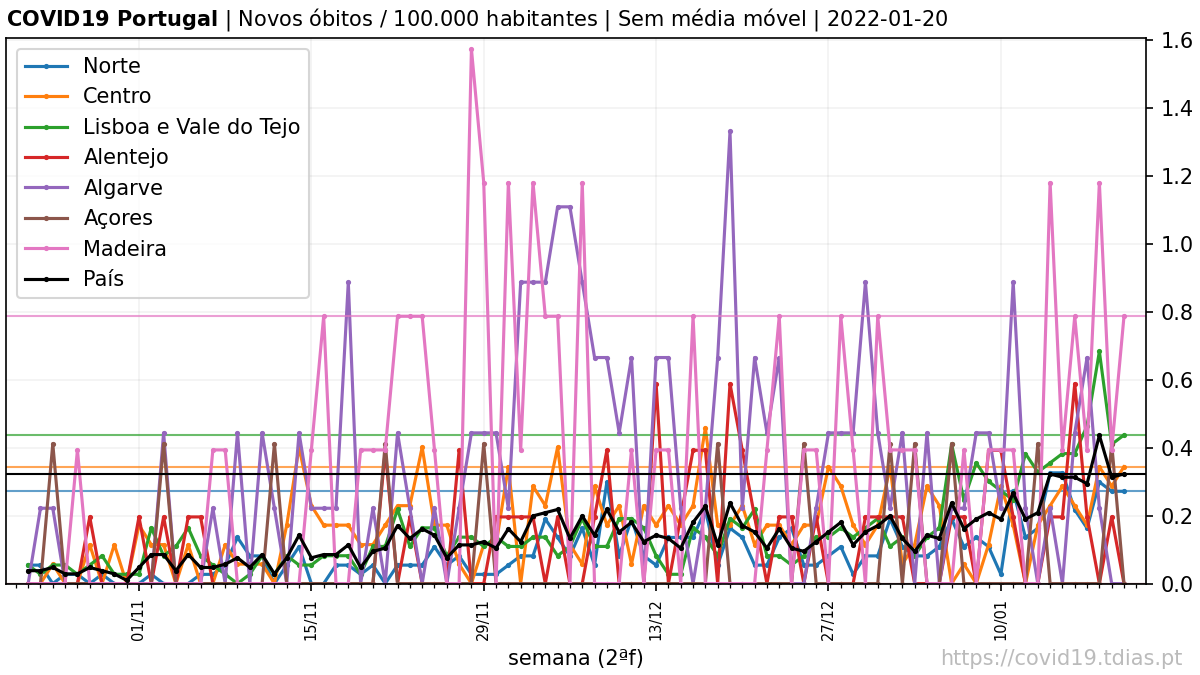 COVID19 Portugal | Novos óbitos / 100.000 habitantes | Sem média móvel | 2022-01-20
Norte
Centro
Lisboa e Vale do Tejo
Alentejo
Algarve
Açores
Madeira
País
1.6
1.4
1.2
1.0
0.8
0.6
0.4
0.2
0.0
01/11
15/11
29/11
13/12
27/12
10/01
semana (2ªf)
https://covid19.tdias.pt